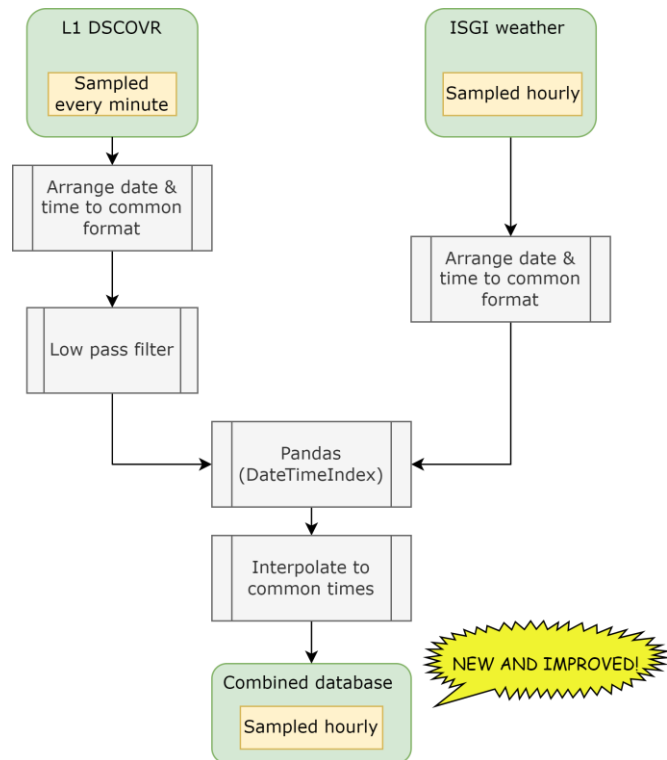 L1 DSCOVR
Sampled
every minute
ISGI weather
Sampled hourly
Arrange date &
time to common
format
Arrange date &
time to common
format
Low pass filter
Pandas
(DateTimeIndex)
Interpolate to
common times
NEW AND IMPROVED!
Combined database
Sampled hourly